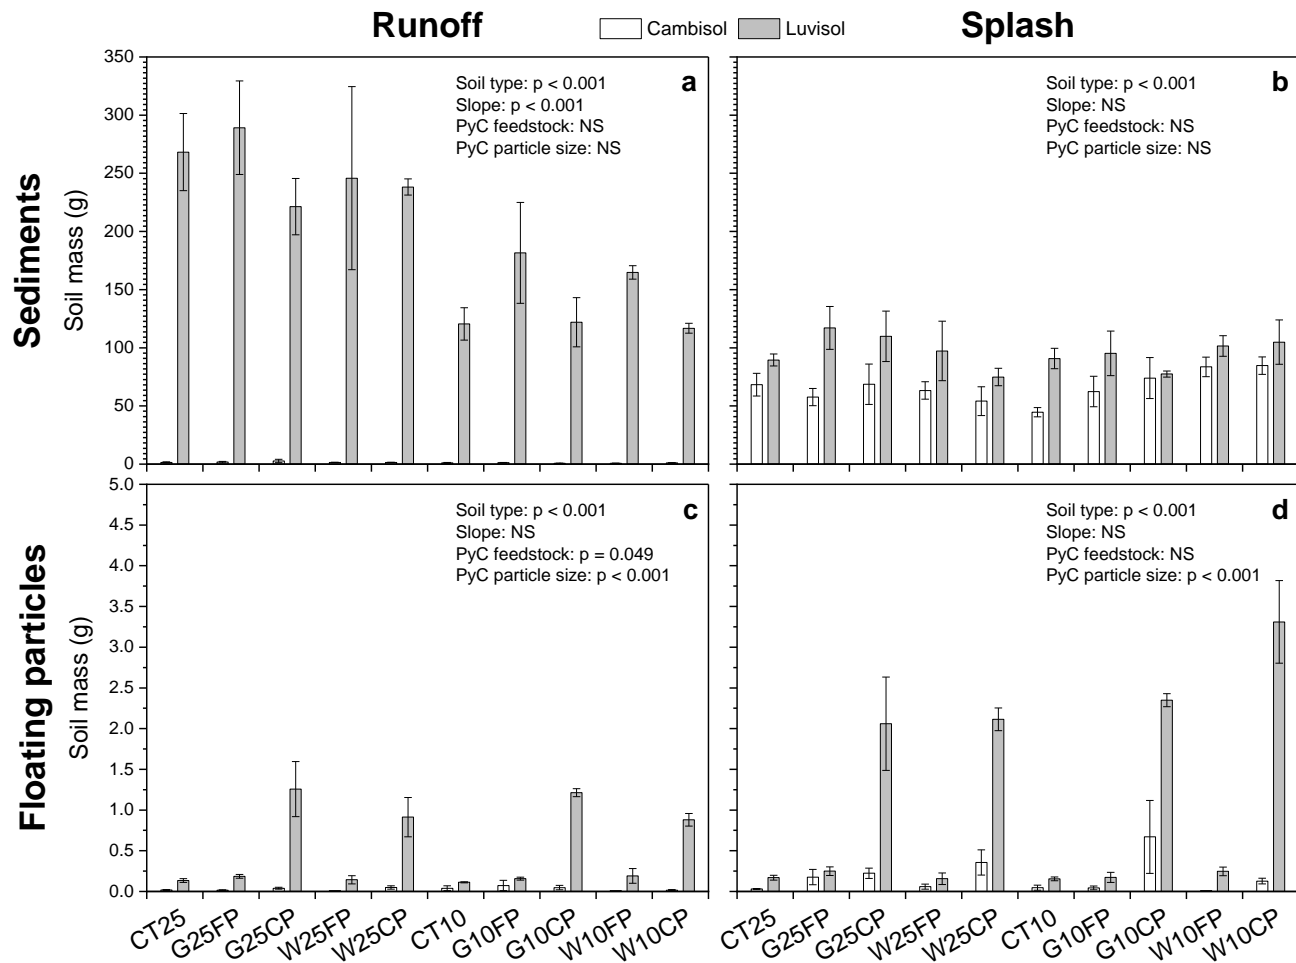 Runoff
Cambisol
Luvisol
Splash
Sediments
Soil mass (g)
350
300
250
200
150
100
50
0
Soil type: p < 0.001
Slope: p < 0.001
PyC feedstock: NS
PyC particle size: NS
a
Soil type: p < 0.001
Slope: NS
PyC feedstock: NS
PyC particle size: NS
b
Floating particles
Soil mass (g)
5.0
4.5
4.0
3.5
3.0
2.5
2.0
1.5
1.0
0.5
0.0
Soil type: p < 0.001
Slope: NS
PyC feedstock: p = 0.049
PyC particle size: p < 0.001
c
Soil type: p < 0.001
Slope: NS
PyC feedstock: NS
PyC particle size: p < 0.001
d
CT25
G25FP
G25CP
W25FP
W25CP
CT10
G10FP
G10CP
W10FP
W10CP
CT25
G25FP
G25CP
W25FP
W25CP
CT10
G10FP
G10CP
W10FP
W10CP